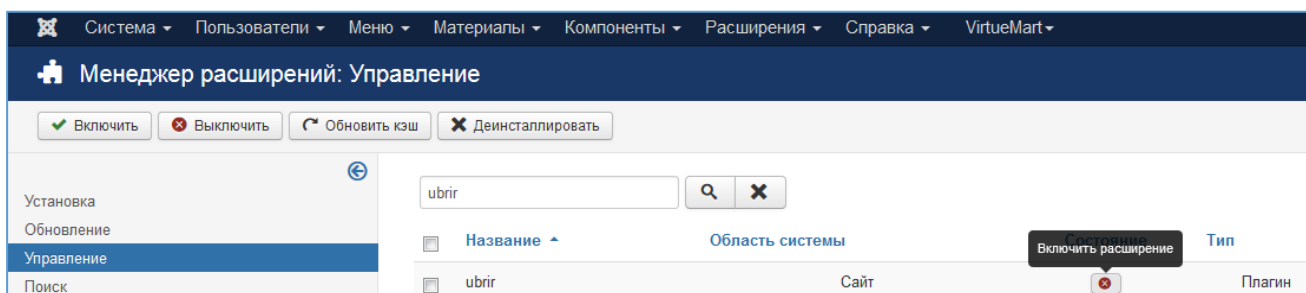 Система Пользователи Меню Материалы Компоненты Расширения Справка VirtueMart
Менеджер расширений: Управление
Включить Выключить Обновить кэш Деинсталлировать
Установка
ubrir
Обновление
Название Область системы Состояние Тип
Включить расширение
Управление
Поиск
ubrir Сайт Плагин